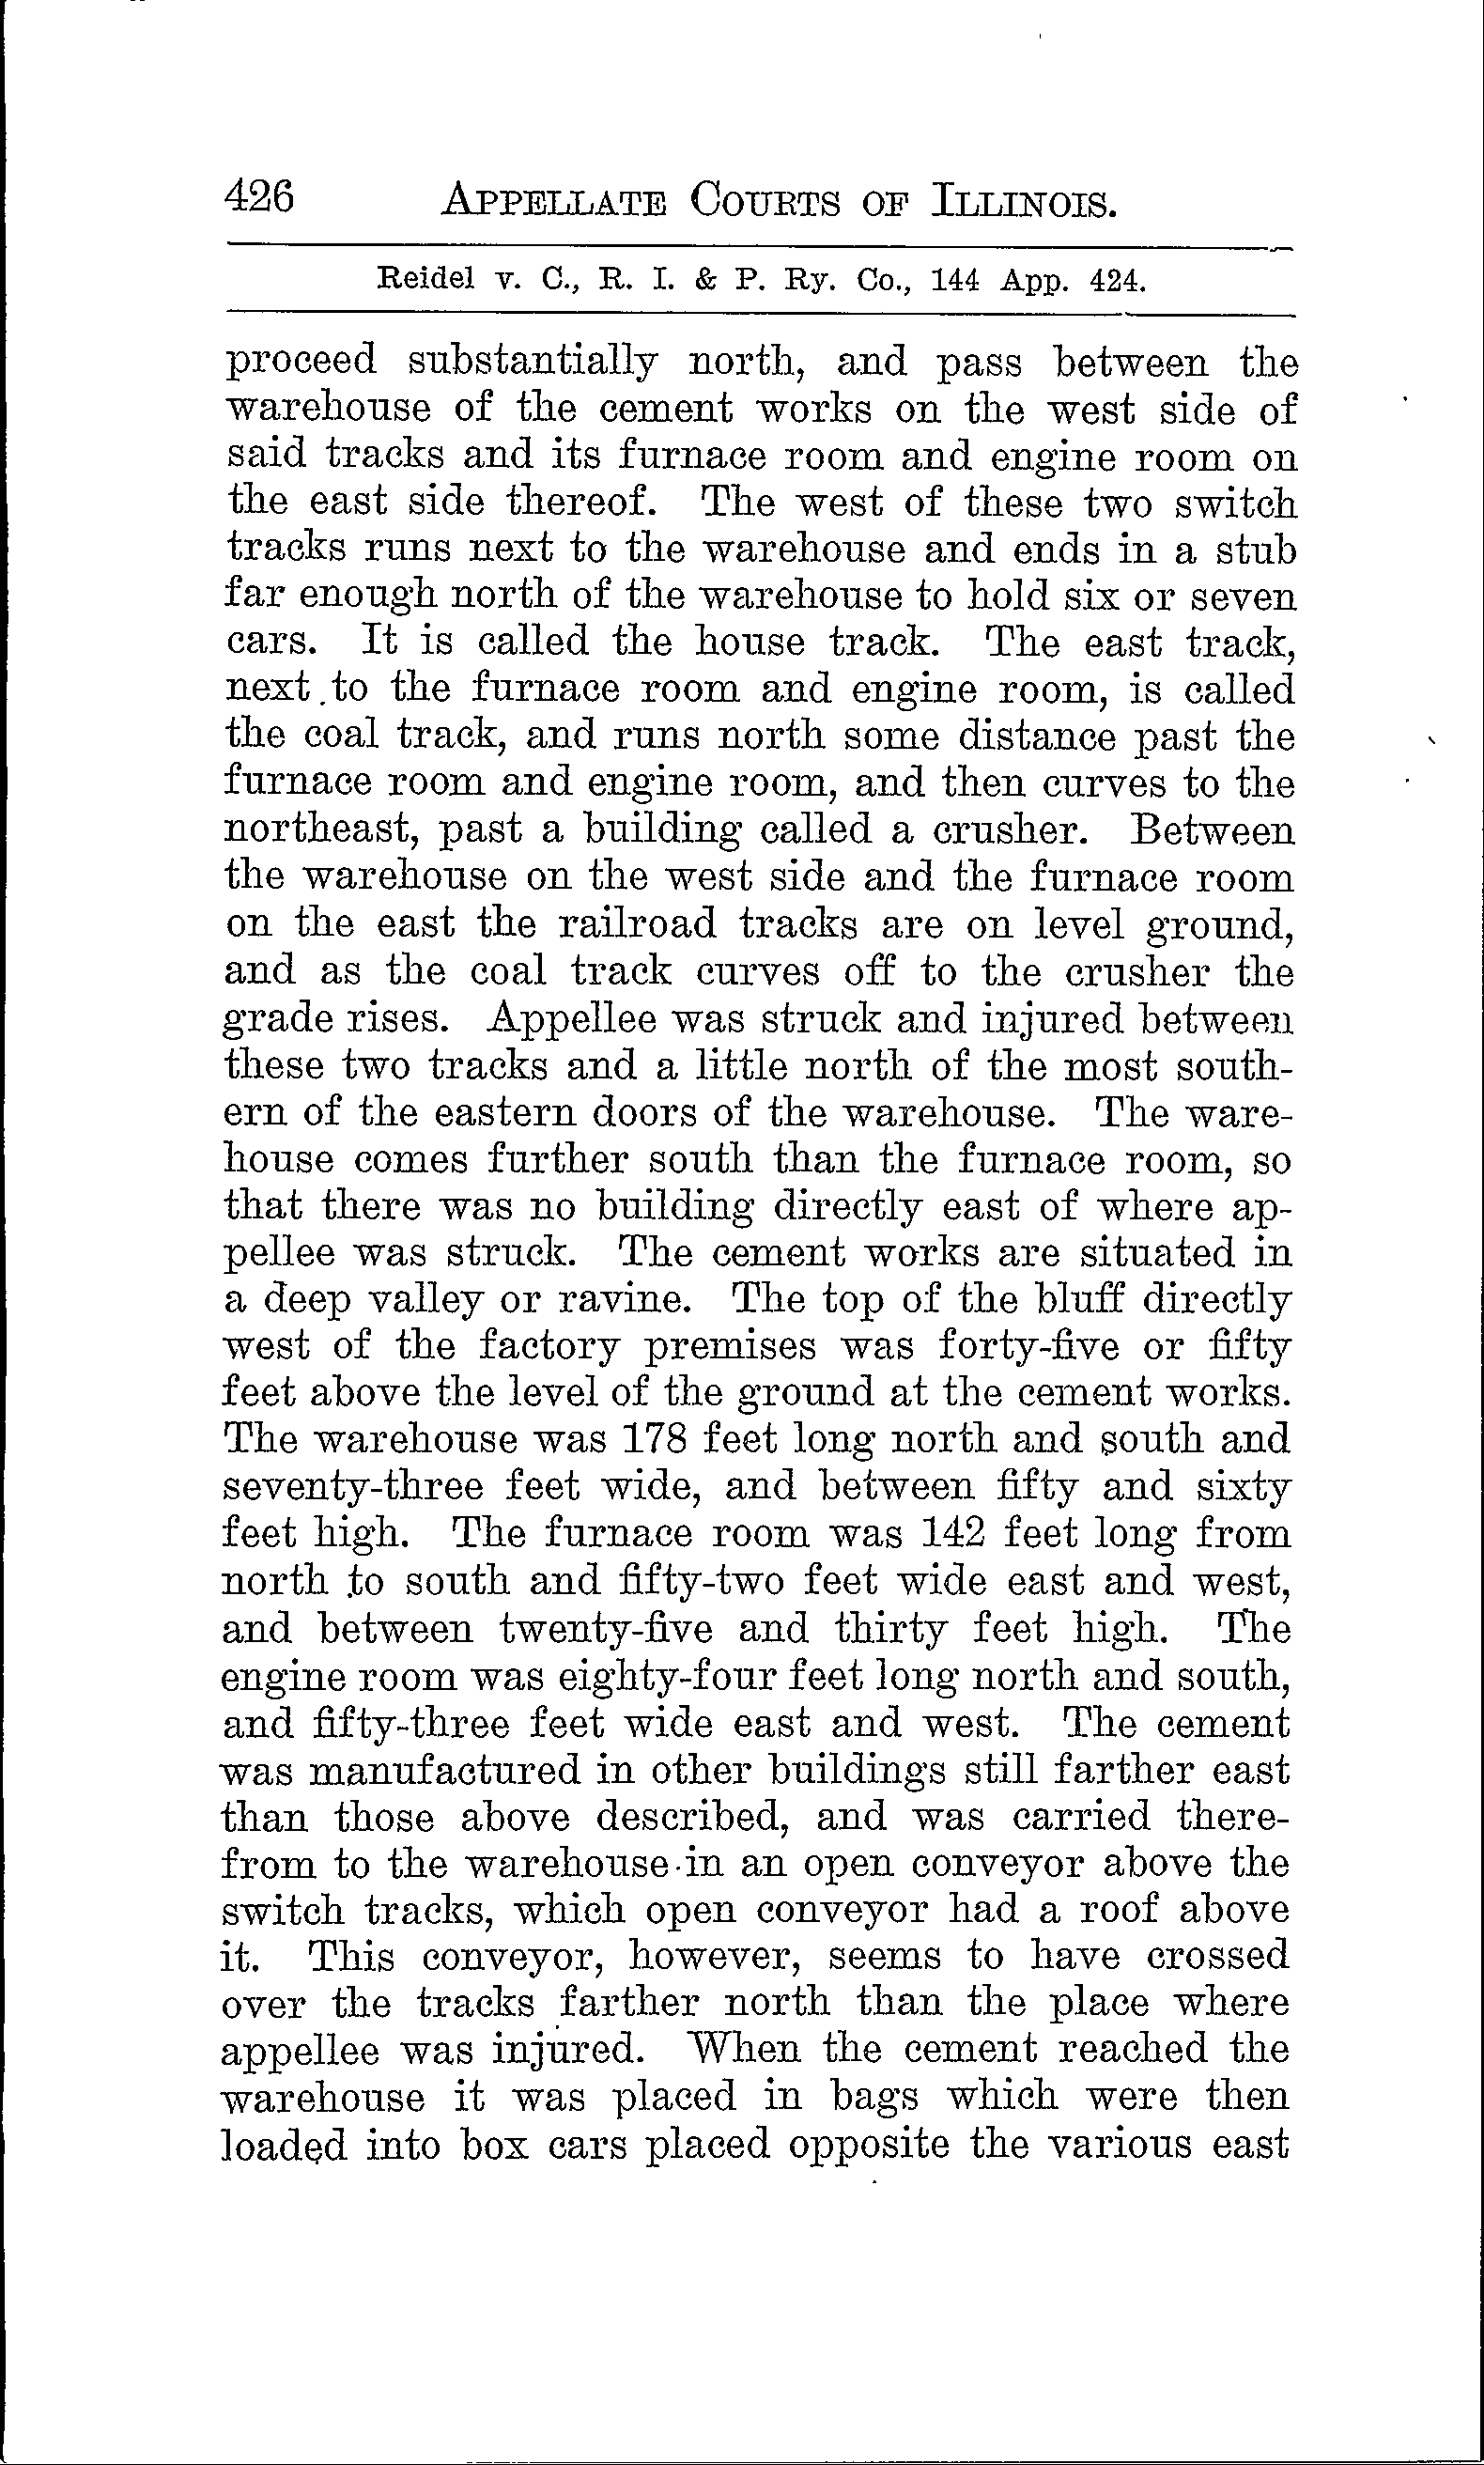 426 APPELLATE COURTS OF ILLINOIS.
Reidel v. C., R. I. & P. Ry. Co., 144 App. 424.
proceed substantially north, and pass between the
warehouse of the cement works on the west side of
said tracks and its furnace room and engine room on
the east side thereof. The west of these two switch
tracks runs next to the warehouse and ends in a stub
far enough north of the warehouse to hold six or seven
cars. It is called the house track. The east track,
next to the furnace room and engine room, is called
the coal track, and runs north some distance past the
furnace room and engine room, and then curves to the
northeast, past a building called a crusher. Between
the warehouse on the west side and the furnace room
on the east the railroad tracks are on level ground,
and as the coal track curves off to the crusher the
grade rises. Appellee was struck and injured between
these two tracks and a little north of the most south-
ern of the eastern doors of the warehouse. The ware-
house comes further south than the furnace room, so
that there was no building directly east of where ap-
pellee was struck. The cement works are situated in
a deep valley or ravine. The top of the bluff directly
west of the factory premises was forty-five or fifty
feet above the level of the ground at the cement works.
The warehouse was 178 feet long north and south and
seventy-three feet wide, and between fifty and sixty
feet high. The furnace room was 142 feet long from
north to south and fifty-two feet wide east and west,
and between twenty-five and thirty feet high. The
engine room was eighty-four feet long north and south,
and fifty-three feet wide east and west. The cement
was manufactured in other buildings still farther east
than those above described, and was carried there-
from to the warehouse in an open conveyor above the
switch tracks, which open conveyor had a roof above
it. This conveyor, however, seems to have crossed
over the tracks farther north than the place where
appellee was injured. When the cement reached the
warehouse it was placed in bags which were then
loaded into box cars placed opposite the various east